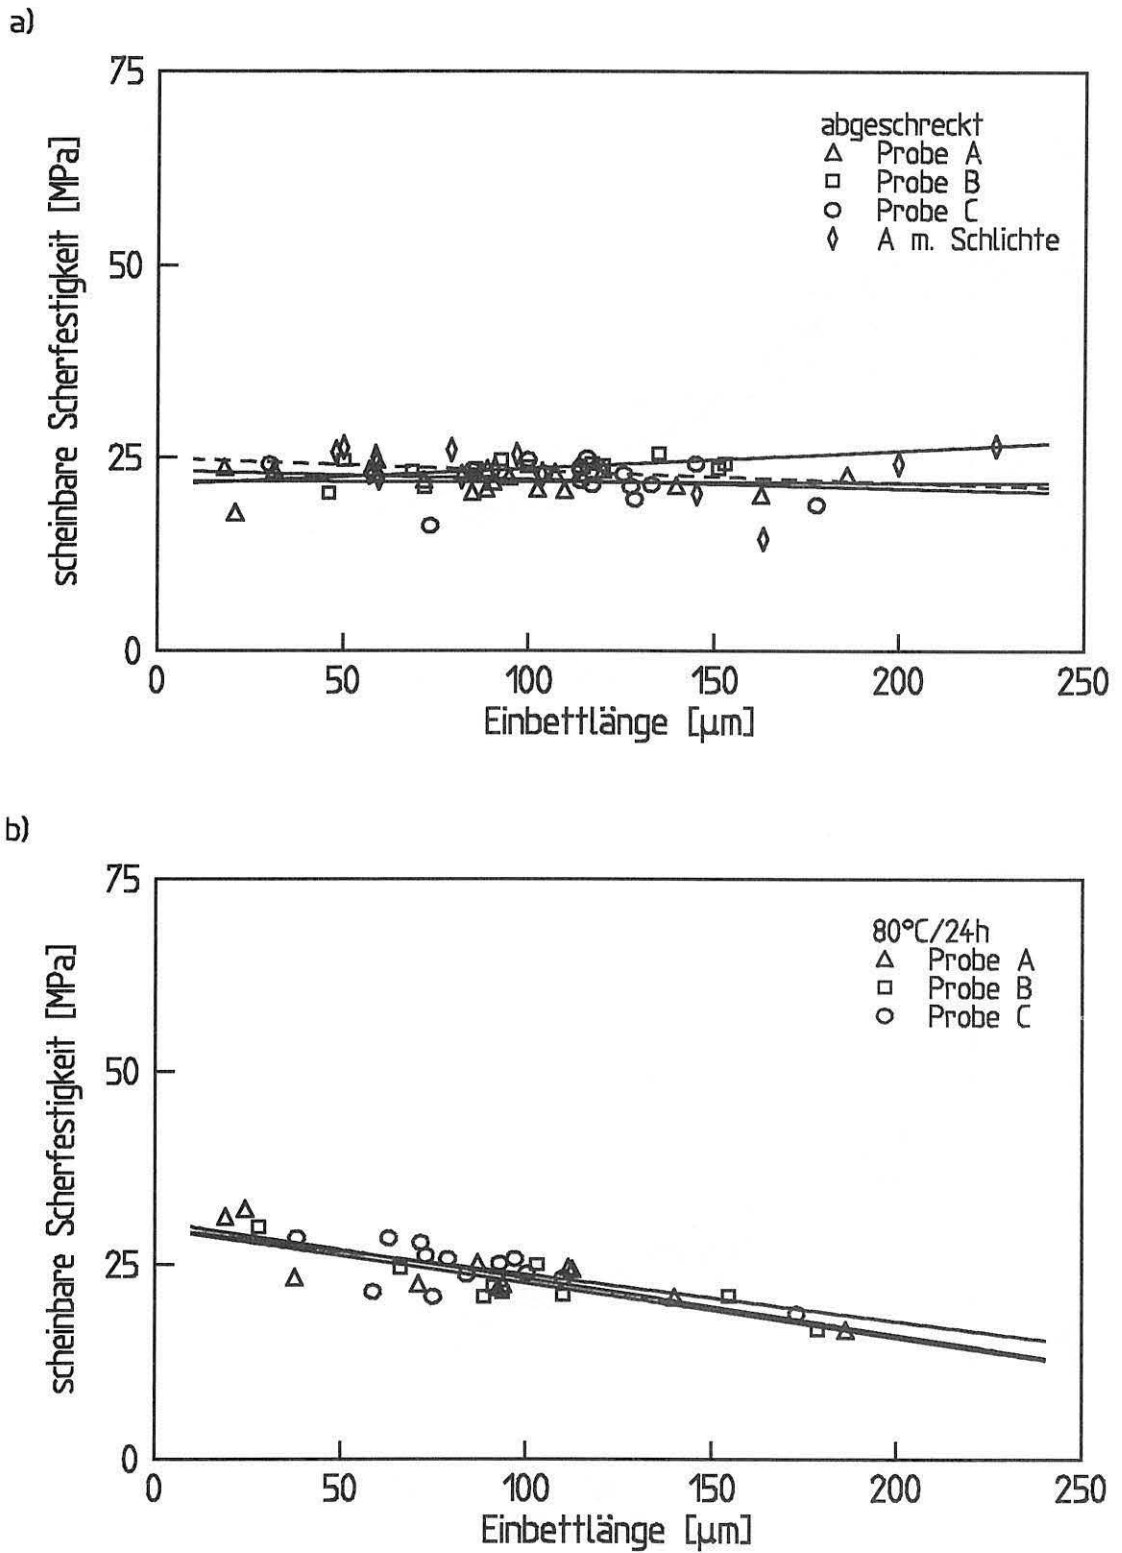 a)
75
50
25
0
scheinbare Scherfestigkeit [MPa]
abgeschreckt
Probe A
Probe B
Probe C
A m. Schlichte
0 50 100 150 200 250
Einbettlänge [µm]
b)
75
50
25
0
scheinbare Scherfestigkeit [MPa]
80°C/24h
Probe A
Probe B
Probe C
0 50 100 150 200 250
Einbettlänge [µm]